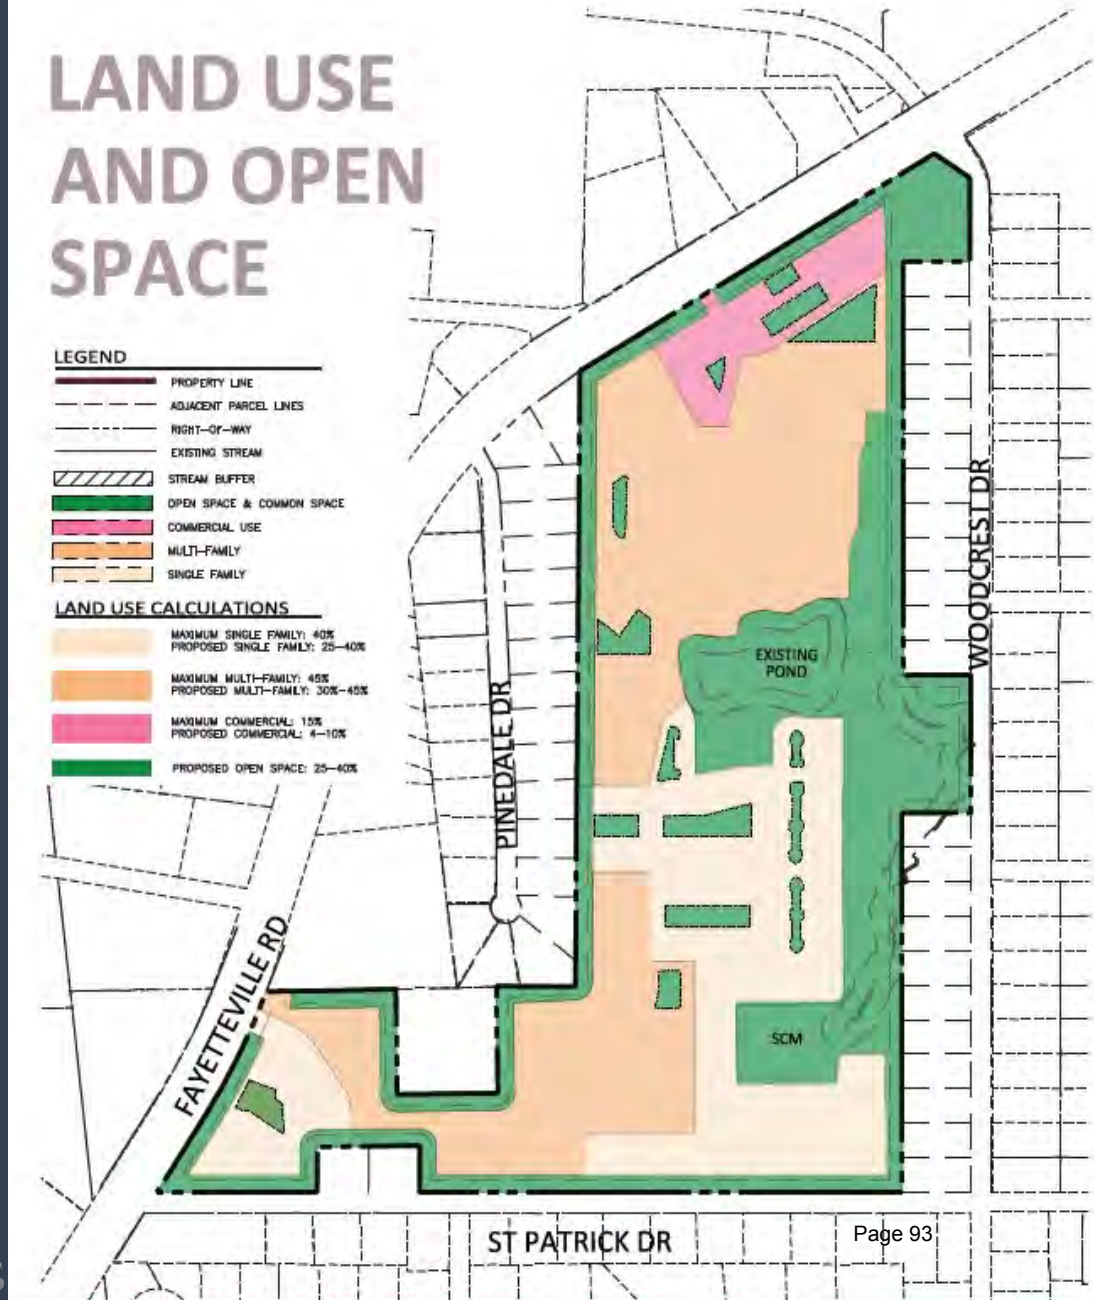 LAND USE
AND OPEN
SPACE
LEGEND
PROPERTY LINE
ADJACENT PARCEL LINES
RIGHT-OF-WAY
EXISTING STREAM
STREAM BUFFER
OPEN SPACE & COMMON SPACE
COMMERCIAL USE
MULTI-FAMILY
SINGLE FAMILY
LAND USE CALCULATIONS
MAXIMUM SINGLE FAMILY: 40%
PROPOSED SINGLE FAMILY: 25-40%
MAXIMUM MULTI-FAMILY: 45%
PROPOSED MULTI-FAMILY: 30%-45%
MAXIMUM COMMERCIAL: 15%
PROPOSED COMMERCIAL: 4-10%
PROPOSED OPEN SPACE: 25-40%
EXISTING
POND
WOODCREST DR
PINEDALE DR
FAYETTEVILLE RD
SCM
ST PATRICK DR
Page 93